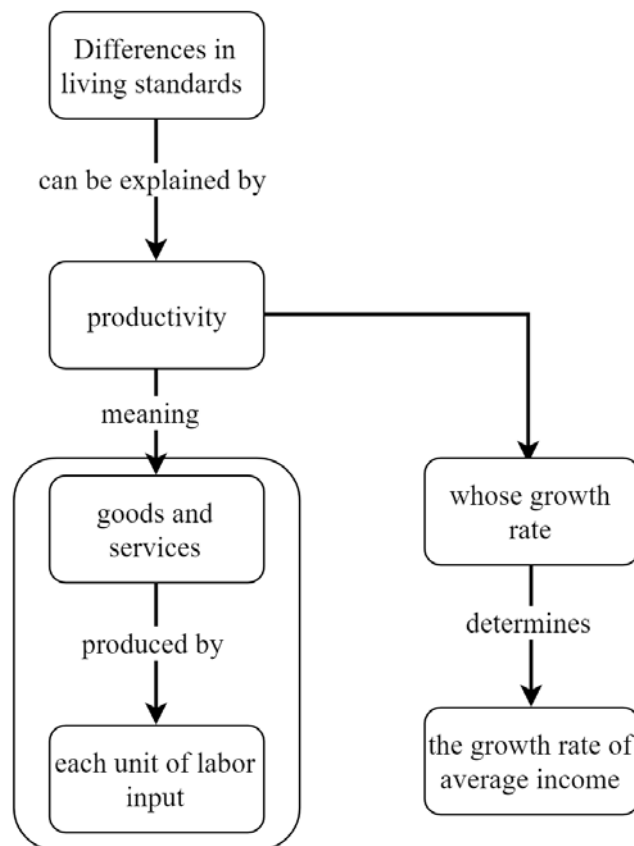 Differences in
living standards
can be explained by
productivity
meaning
goods and
services
produced by
each unit of labor
input
whose growth
rate
determines
the growth rate of
average income